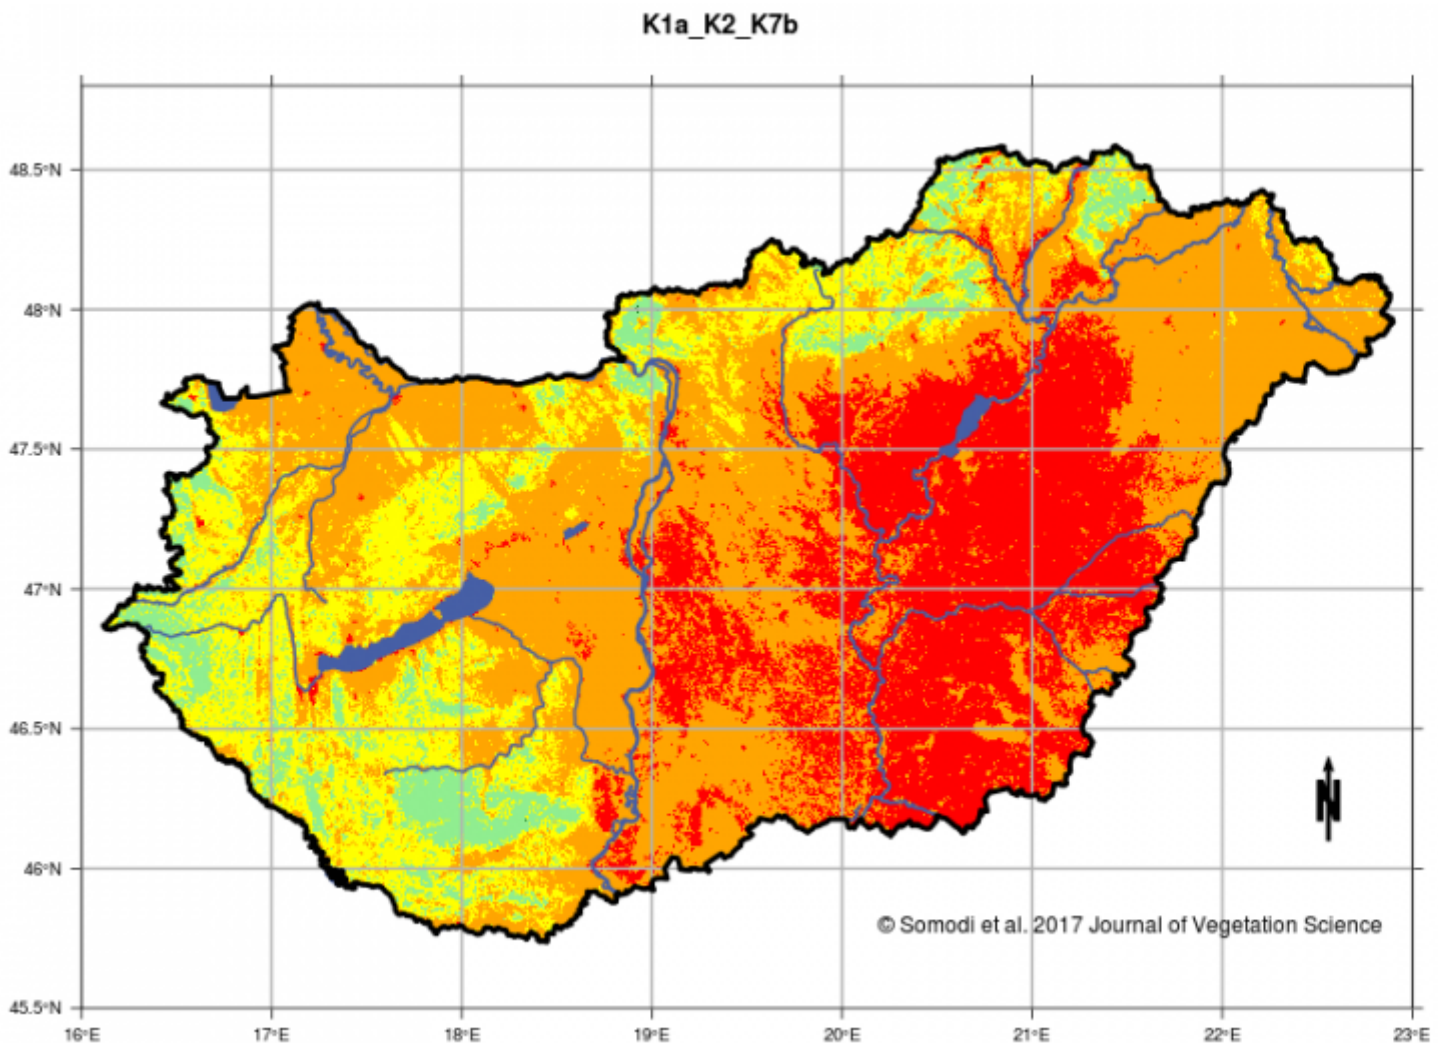 K1a_K2_K7b
48.5°N
48°N
47.5°N
47°N
46.5°N
46°N
N
© Somodi et al. 2017 Journal of Vegetation Science
45.5°N
16°E 17°E 18°E 19°E 20°E 21°E 22°E 23°E